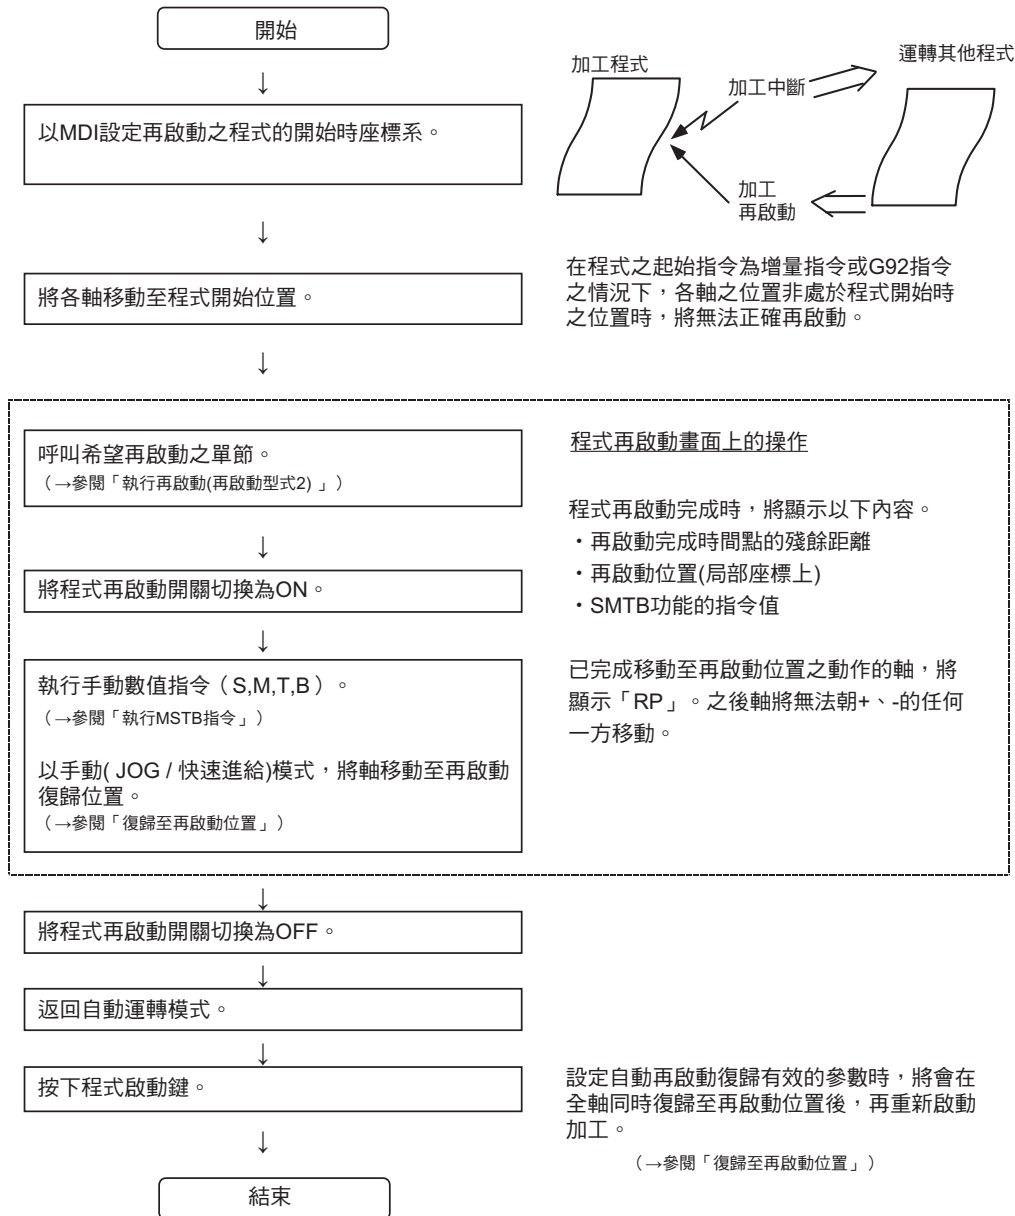 開始
加工程式
加工中斷
運轉其他程式
加工
再啟動
↓
以MDI設定再啟動之程式的開始時座標系。
↓
將各軸移動至程式開始位置。
在程式之起始指令為增量指令或G92指令
之情況下，各軸之位置非處於程式開始時
之位置時，將無法正確再啟動。
↓
呼叫希望再啟動之單節。
（→參閱「執行再啟動(再啟動型式2) 」）
↓
將程式再啟動開關切換為ON。
↓
執行手動數值指令（S,M,T,B）。
（→參閱「執行MSTB指令」）
以手動( JOG / 快速進給)模式，將軸移動至再啟動
復歸位置。
（→參閱「復歸至再啟動位置」）
程式再啟動畫面上的操作
程式再啟動完成時，將顯示以下內容。
・再啟動完成時間點的殘餘距離
・再啟動位置(局部座標上)
・SMTB功能的指令值
已完成移動至再啟動位置之動作的軸，將
顯示「RP」。之後軸將無法朝+、-的任何
一方移動。
↓
將程式再啟動開關切換為OFF。
↓
返回自動運轉模式。
↓
按下程式啟動鍵。
設定自動再啟動復歸有效的參數時，將會在
全軸同時復歸至再啟動位置後，再重新啟動
加工。
（→參閱「復歸至再啟動位置」）
↓
結束